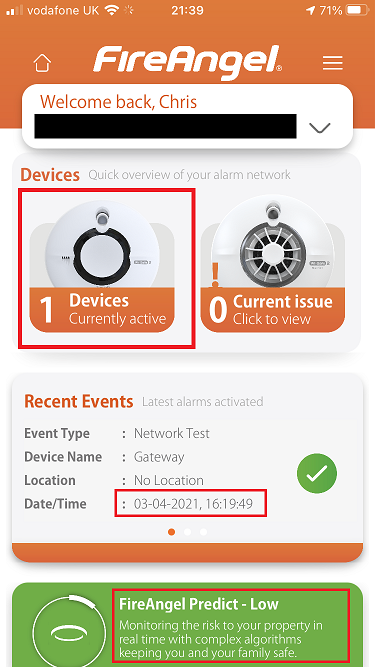 vodafone UK 21:39 71%
FireAngel®
Welcome back, Chris
Devices Quick overview of your alarm network
1 Devices
Currently active
0 Current issue
Click to view
Recent Events Latest alarms activated
Event Type : Network Test
Device Name : Gateway
Location : No Location
Date/Time : 03-04-2021, 16:19:49
FireAngel Predict - Low
Monitoring the risk to your property in
real time with complex algorithms
keeping you and your family safe.